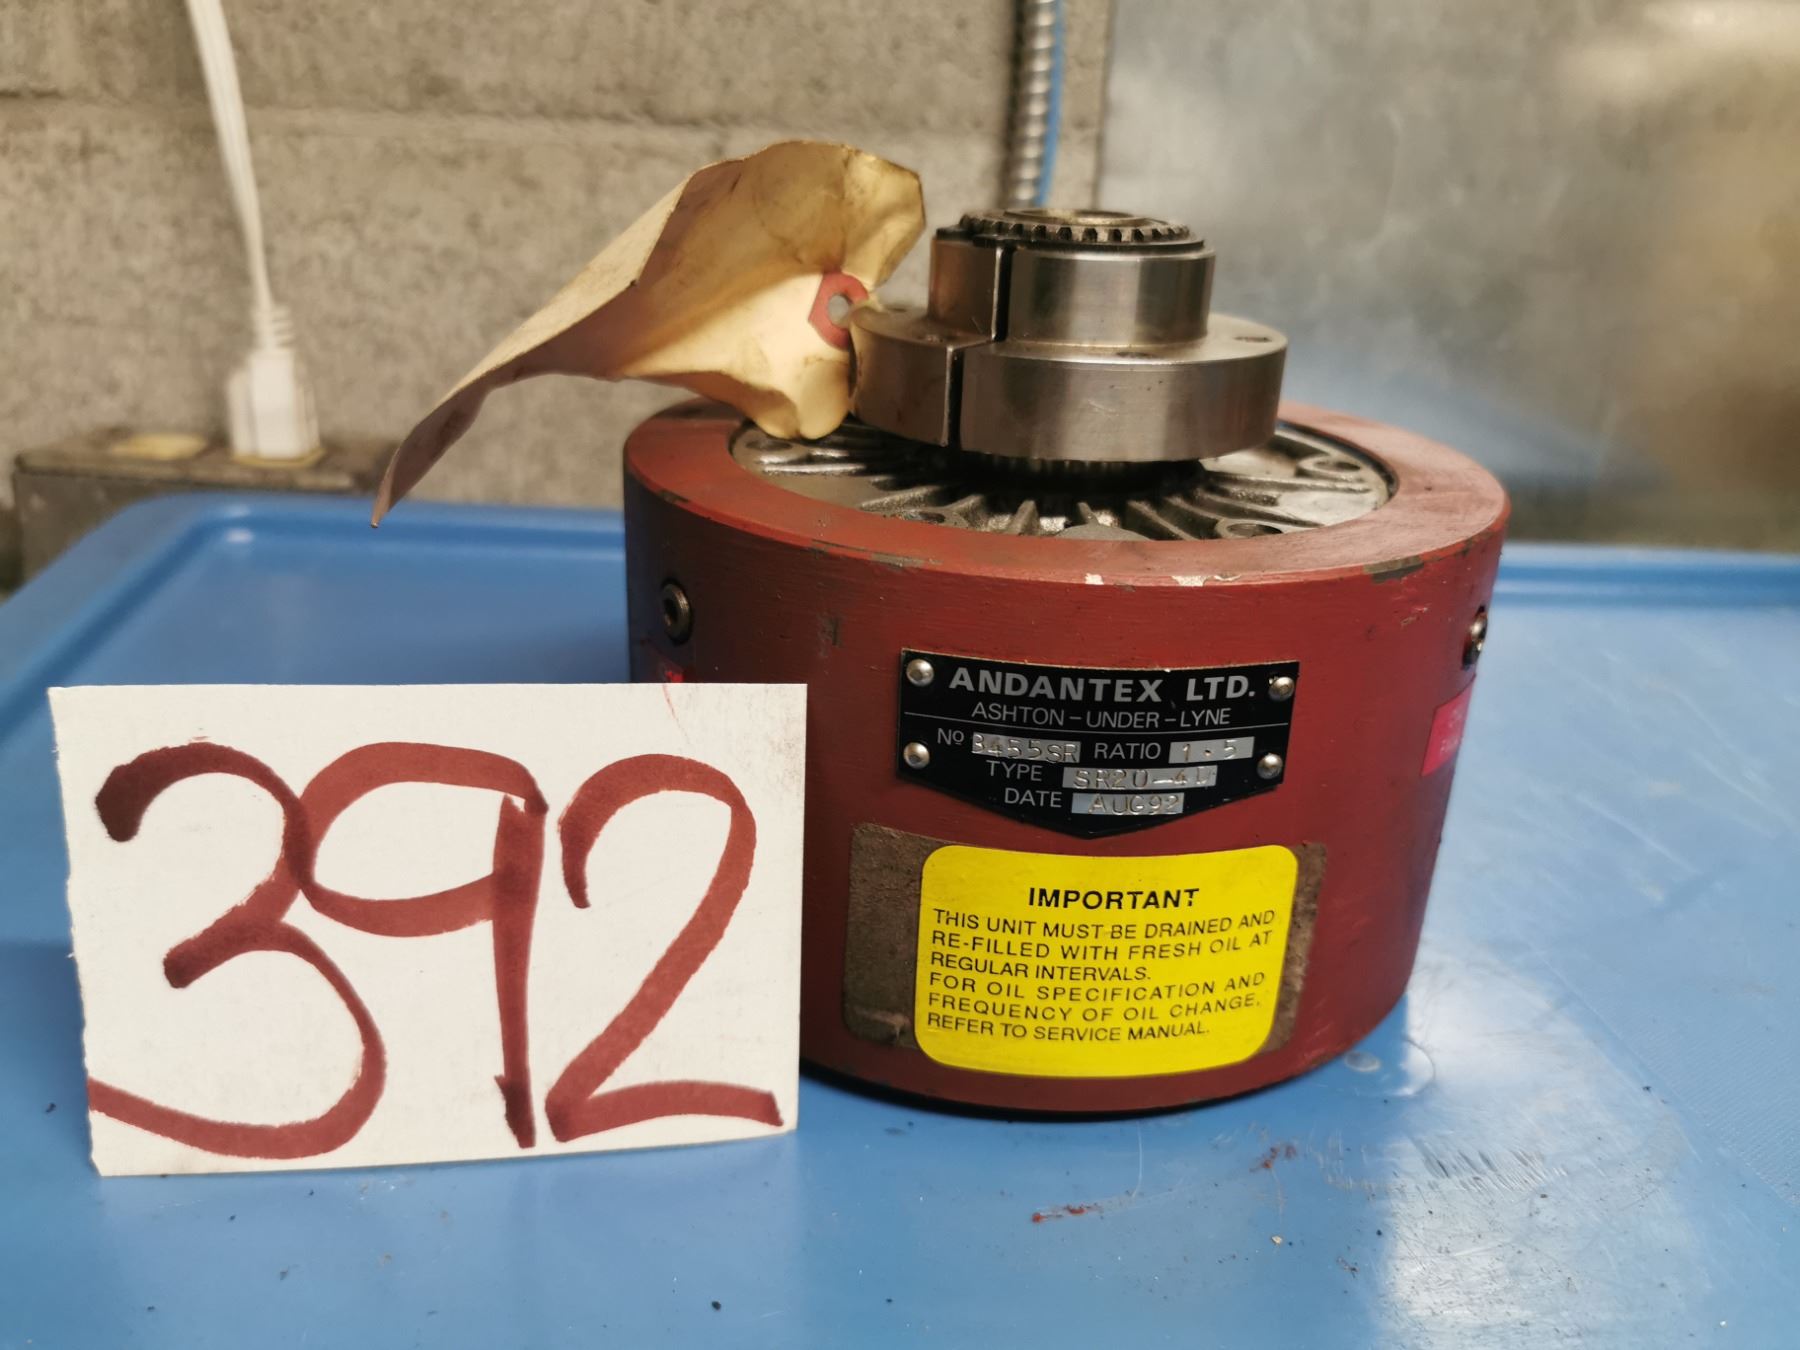 392
ANDANTEX LTD.
ASHTON-UNDER-LYNE
Nº 3455SR RATIO 1.5
TYPE SR20-4U
DATE AUG92
IMPORTANT
THIS UNIT MUST BE DRAINED AND
RE-FILLED WITH FRESH OIL AT
REGULAR INTERVALS.
FOR OIL SPECIFICATION AND
FREQUENCY OF OIL CHANGE,
REFER TO SERVICE MANUAL.